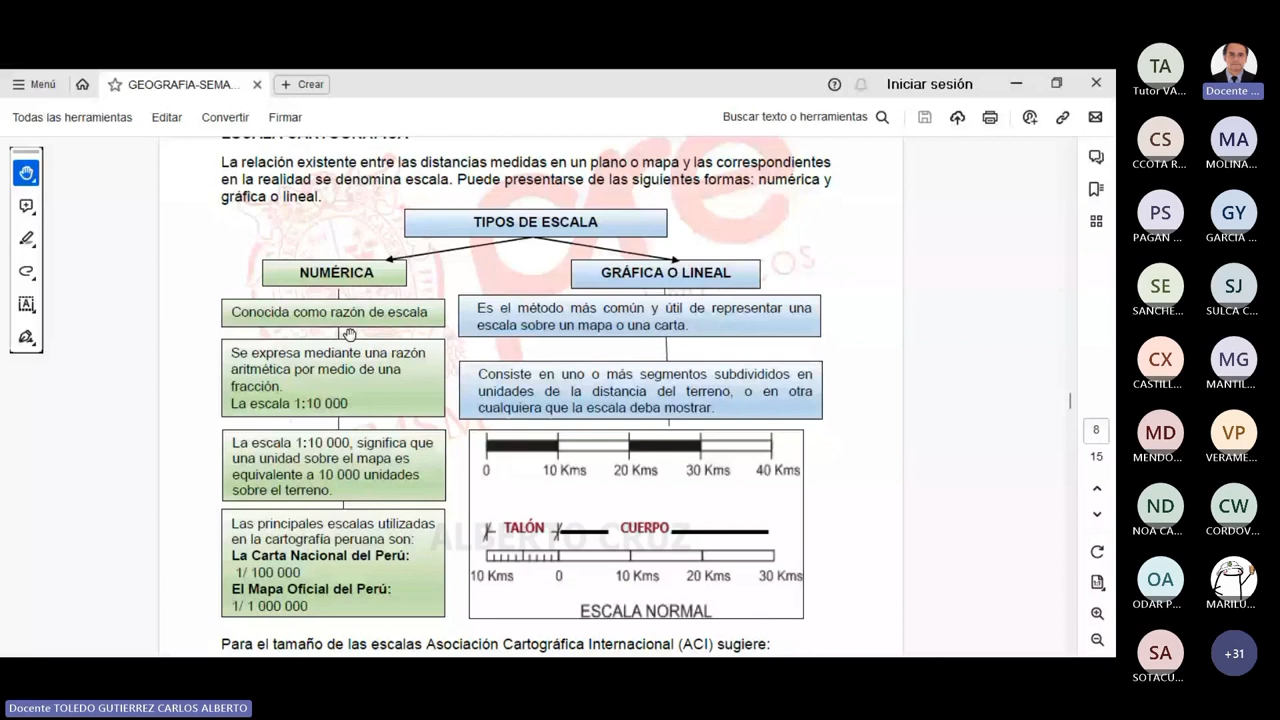 Menú
GEOGRAFIA-SEMA...
Crear
Iniciar sesión
Todas las herramientas
Editar
Convertir
Firmar
Buscar texto o herramientas
ESCALA CARTOGRÁFICA
La relación existente entre las distancias medidas en un plano o mapa y las correspondientes
en la realidad se denomina escala. Puede presentarse de las siguientes formas: numérica y
gráfica o lineal.
TIPOS DE ESCALA
NUMÉRICA
Conocida como razón de escala
Se expresa mediante una razón
aritmética por medio de una
fracción.
La escala 1:10 000
La escala 1:10 000, significa que
una unidad sobre el mapa es
equivalente a 10 000 unidades
sobre el terreno.
Las principales escalas utilizadas
en la cartografía peruana son:
La Carta Nacional del Perú:
1/ 100 000
El Mapa Oficial del Perú:
1/ 1 000 000
GRÁFICA O LINEAL
Es el método más común y útil de representar una
escala sobre un mapa o una carta.
Consiste en uno o más segmentos subdivididos en
unidades de la distancia del terreno, o en otra
cualquiera que la escala deba mostrar.
0 10 Kms 20 Kms 30 Kms 40 Kms
TALÓN CUERPO
10 Kms 0 10 Kms 20 Kms 30 Kms
ESCALA NORMAL
ALBERTO CRUZ
pre
Para el tamaño de las escalas Asociación Cartográfica Internacional (ACI) sugiere:
8
15
TA
Tutor VA...
Docente ...
CS
CCOTA R...
MA
MOLINA...
PS
PAGAN ...
GY
GARCIA ...
SE
SANCHE...
SJ
SULCA C...
CX
CASTILL...
MG
MANTIL...
MD
MENDO...
VP
VERAME...
ND
NOA CA...
CW
CORDOV...
OA
ODAR P...
MARILU...
SA
SOTACU...
+31
Docente TOLEDO GUTIERREZ CARLOS ALBERTO